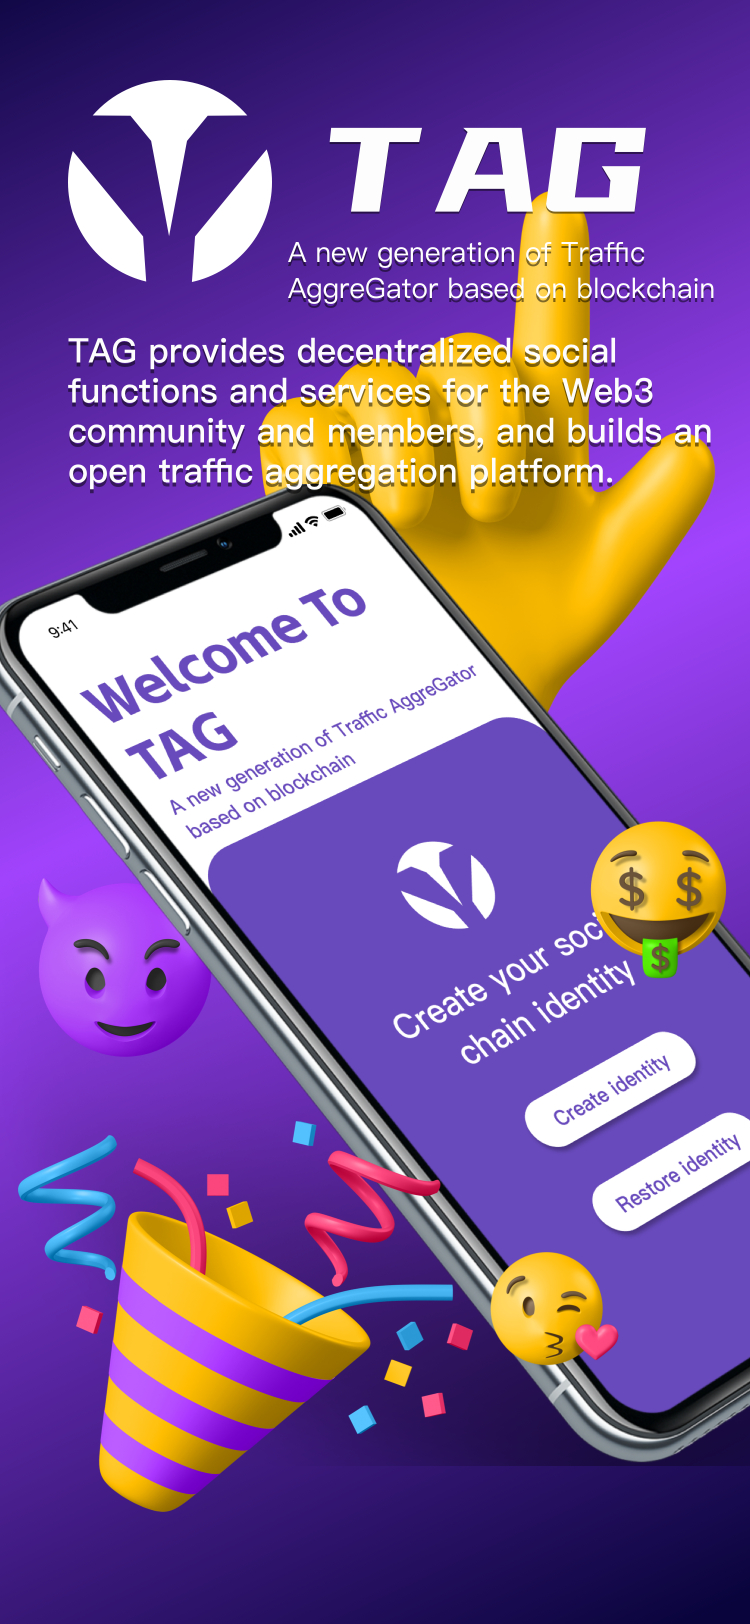 TAG
A new generation of Traffic
AggreGator based on blockchain
TAG provides decentralized social
functions and services for the Web3
community and members, and builds an
open traffic aggregation platform.
9:41
Welcome To
TAG
A new generation of Traffic AggreGator
based on blockchain
Create your
chain identity
Create identity
Restore identity